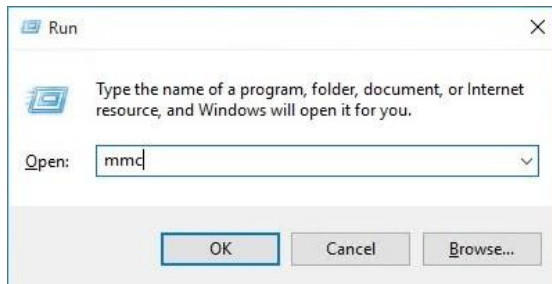 Run
Type the name of a program, folder, document, or Internet
resource, and Windows will open it for you.
Open: mmc
OK Cancel Browse...